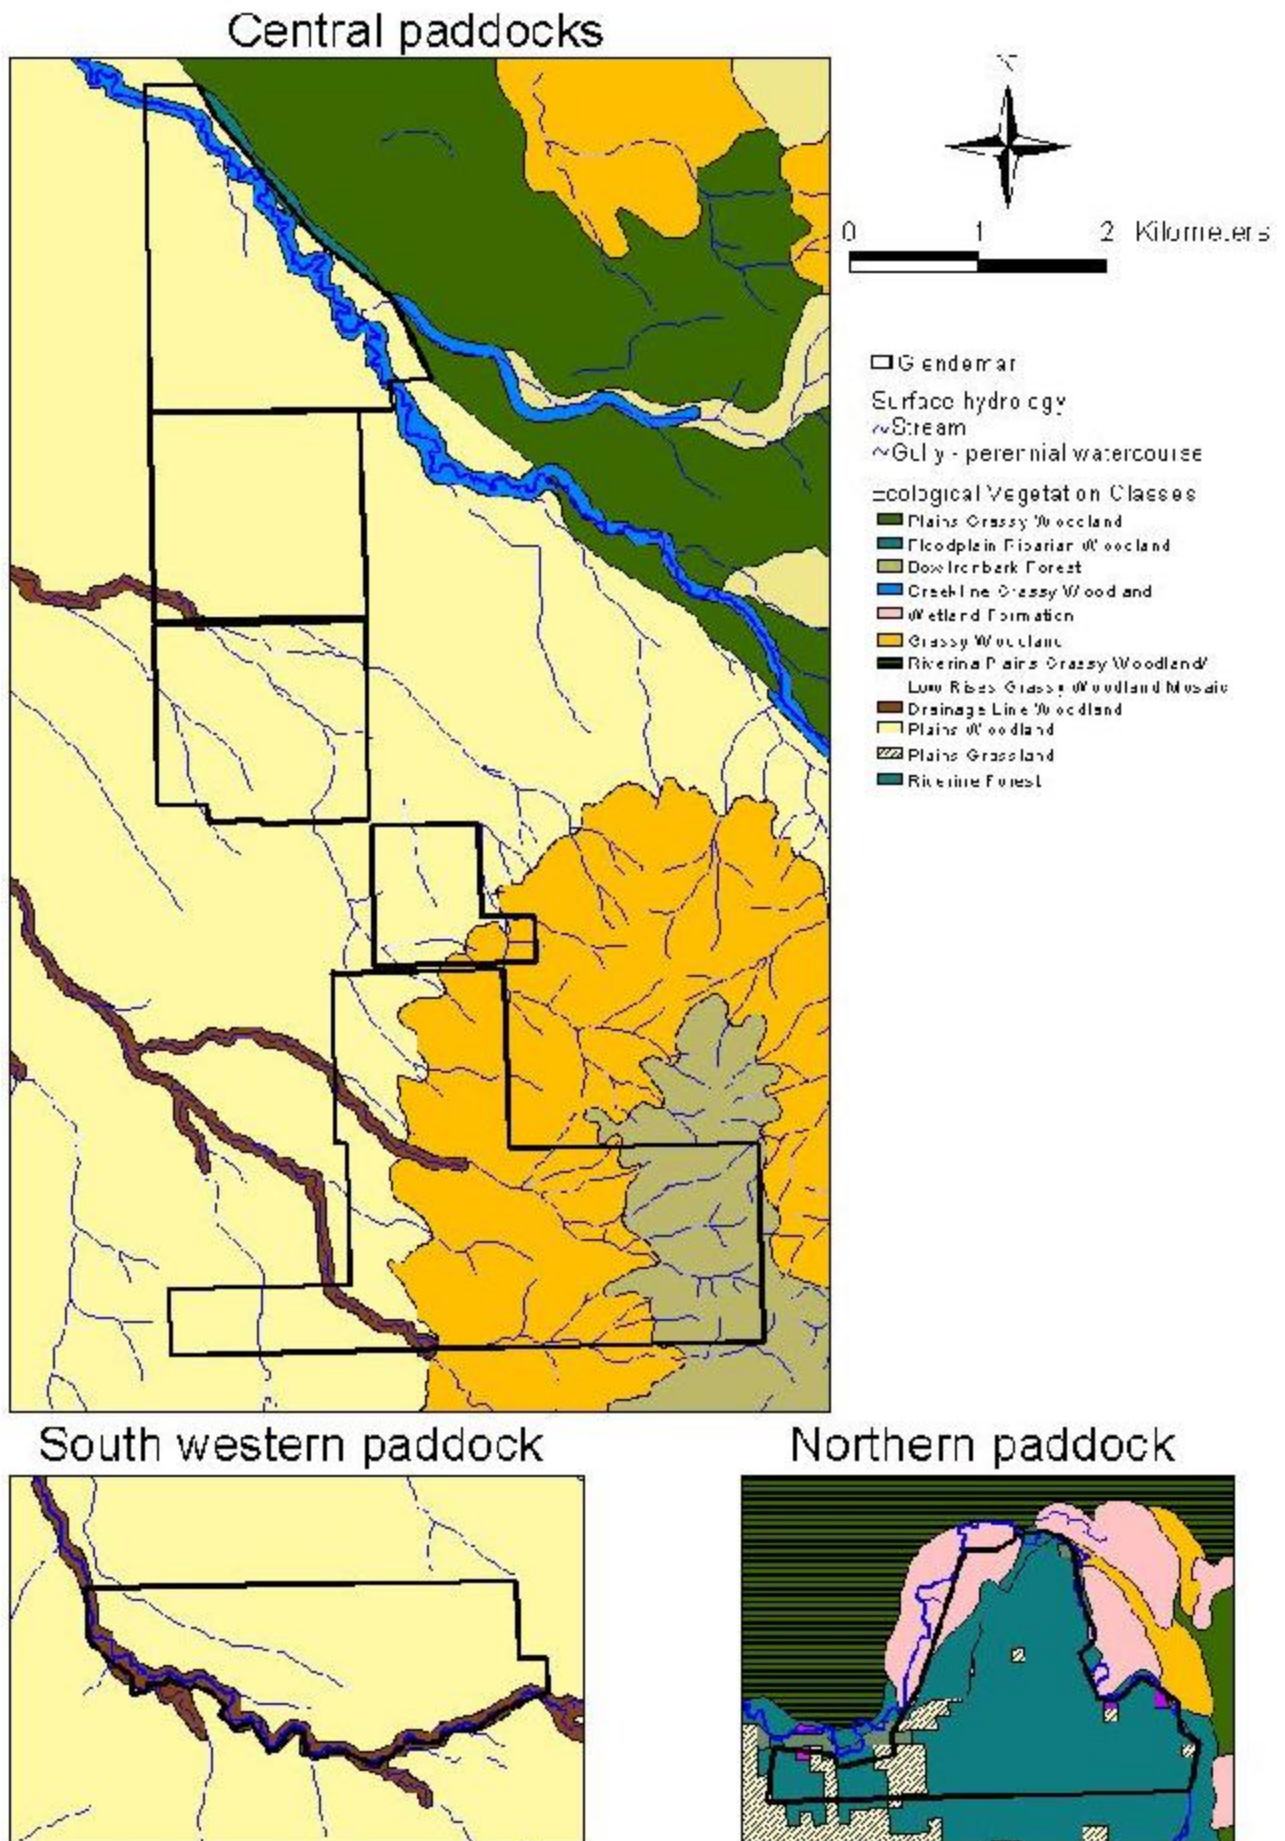 Central paddocks
N
0 1 2 Kilometers
Glendemar
Surface hydrology
Stream
Gully - perennial watercourse
Ecological Vegetation Classes
Plains Grassy Woodland
Floodplain Riparian Woodland
Box Ironbark Forest
Creekline Grassy Woodland
Wetland Formation
Grassy Woodland
Riverina Plains Grassy Woodland/
Low Rises Grassy Woodland Mosaic
Drainage Line Woodland
Plains Woodland
Plains Grassland
Riverine Forest
South western paddock
Northern paddock